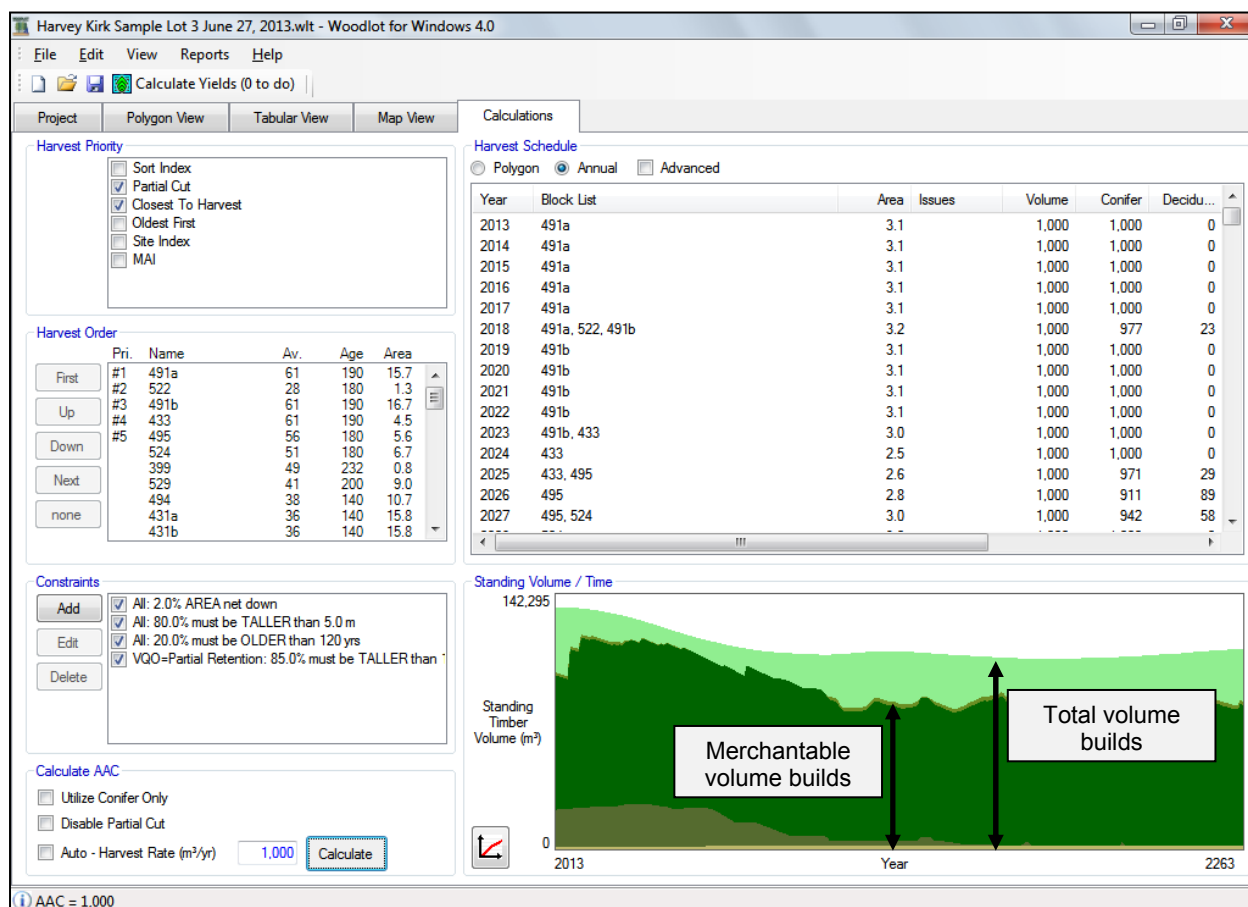 Harvey Kirk Sample Lot 3 June 27, 2013.wlt - Woodlot for Windows 4.0
File Edit View Reports Help
Calculate Yields (0 to do)
Project Polygon View Tabular View Map View Calculations
Harvest Priority
Sort Index
Partial Cut
Closest To Harvest
Oldest First
Site Index
MAI
Harvest Order
Pri. Name Av. Age Area
#1 491a 61 190 15.7
#2 522 28 180 1.3
#3 491b 61 190 16.7
#4 433 61 190 4.5
#5 495 56 180 5.6
524 51 180 6.7
399 49 232 0.8
529 41 200 9.0
494 38 140 10.7
431a 36 140 15.8
431b 36 140 15.8
First
Up
Down
Next
none
Constraints
Add
Edit
Delete
All: 2.0% AREA net down
All: 80.0% must be TALLER than 5.0 m
All: 20.0% must be OLDER than 120 yrs
VQO=Partial Retention: 85.0% must be TALLER than
Calculate AAC
Utilize Conifer Only
Disable Partial Cut
Auto - Harvest Rate (m³/yr) 1,000 Calculate
Harvest Schedule
Polygon Annual Advanced
Year Block List Area Issues Volume Conifer Decidu...
2013 491a 3.1 1,000 1,000 0
2014 491a 3.1 1,000 1,000 0
2015 491a 3.1 1,000 1,000 0
2016 491a 3.1 1,000 1,000 0
2017 491a 3.1 1,000 1,000 0
2018 491a, 522, 491b 3.2 1,000 977 23
2019 491b 3.1 1,000 1,000 0
2020 491b 3.1 1,000 1,000 0
2021 491b 3.1 1,000 1,000 0
2022 491b 3.1 1,000 1,000 0
2023 491b, 433 3.0 1,000 1,000 0
2024 433 2.5 1,000 1,000 0
2025 433, 495 2.6 1,000 971 29
2026 495 2.8 1,000 911 89
2027 495, 524 3.0 1,000 942 58
Standing Volume / Time
142,295
Standing
Timber
Volume (m³)
0
2013 Year 2263
Merchantable
volume builds
Total volume
builds
AAC = 1,000